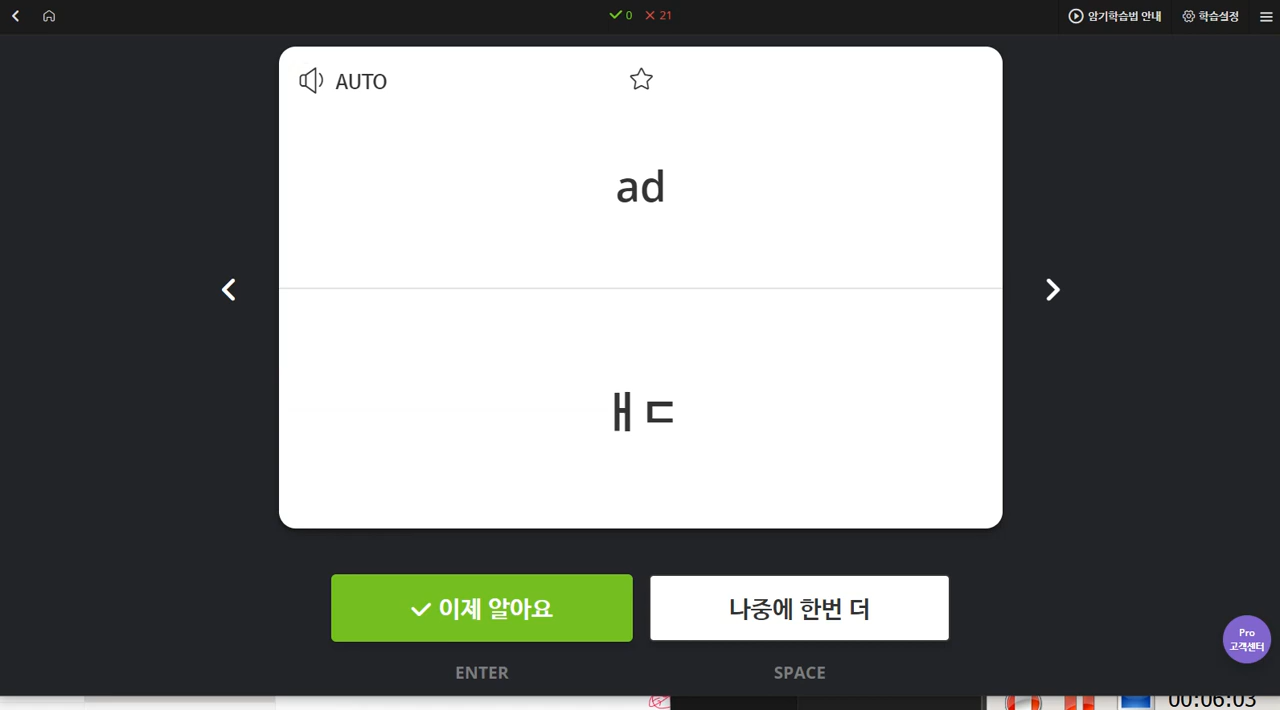 0 21 암기학습법 안내 학습설정
AUTO
ad
ㅐㄷ
이제 알아요 나중에 한번 더
Pro
고객센터
ENTER SPACE
00:06:03